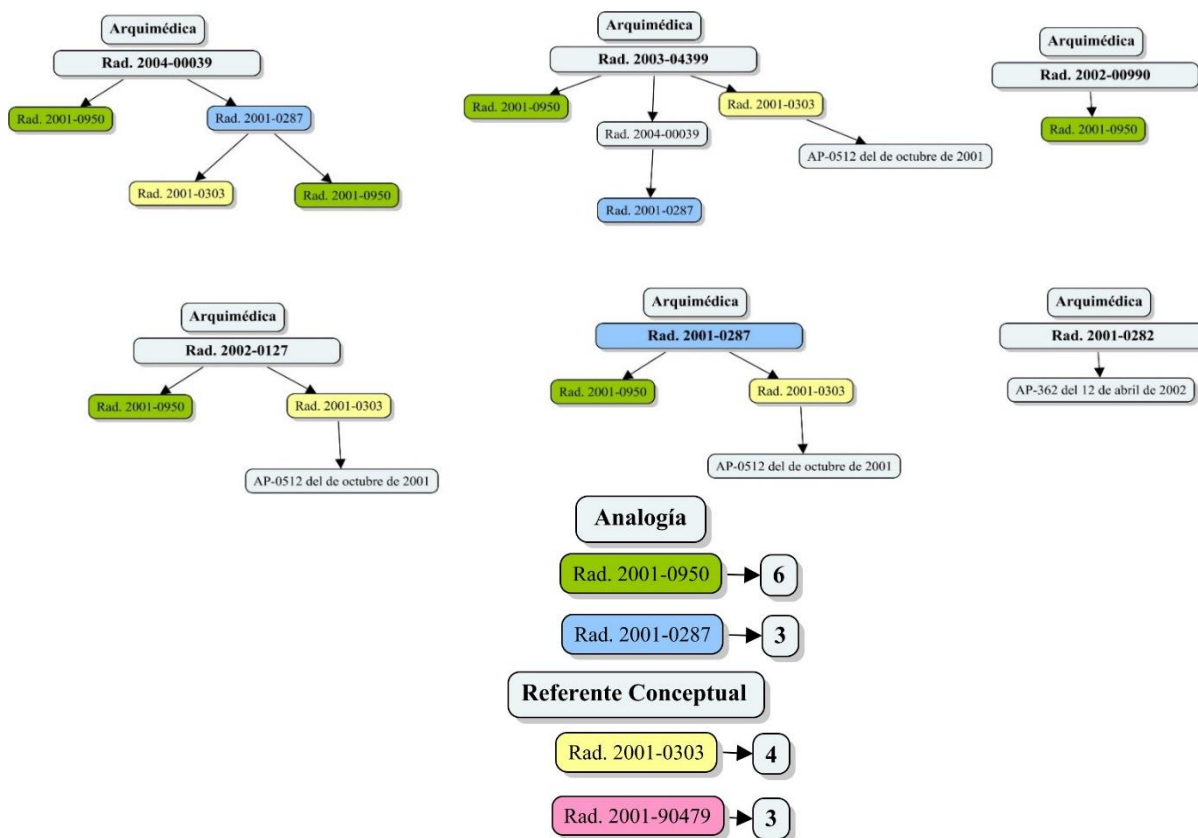 Arquimédica
Rad. 2004-00039
Rad. 2001-0950
Rad. 2001-0287
Rad. 2001-0303
Rad. 2001-0950
Arquimédica
Rad. 2003-04399
Rad. 2001-0950
Rad. 2001-0303
Rad. 2004-00039
AP-0512 del de octubre de 2001
Rad. 2001-0287
Arquimédica
Rad. 2002-00990
Rad. 2001-0950
Arquimédica
Rad. 2002-0127
Rad. 2001-0950
Rad. 2001-0303
AP-0512 del de octubre de 2001
Arquimédica
Rad. 2001-0287
Rad. 2001-0950
Rad. 2001-0303
AP-0512 del de octubre de 2001
Arquimédica
Rad. 2001-0282
AP-362 del 12 de abril de 2002
Analogía
Rad. 2001-0950 6
Rad. 2001-0287 3
Referente Conceptual
Rad. 2001-0303 4
Rad. 2001-90479 3